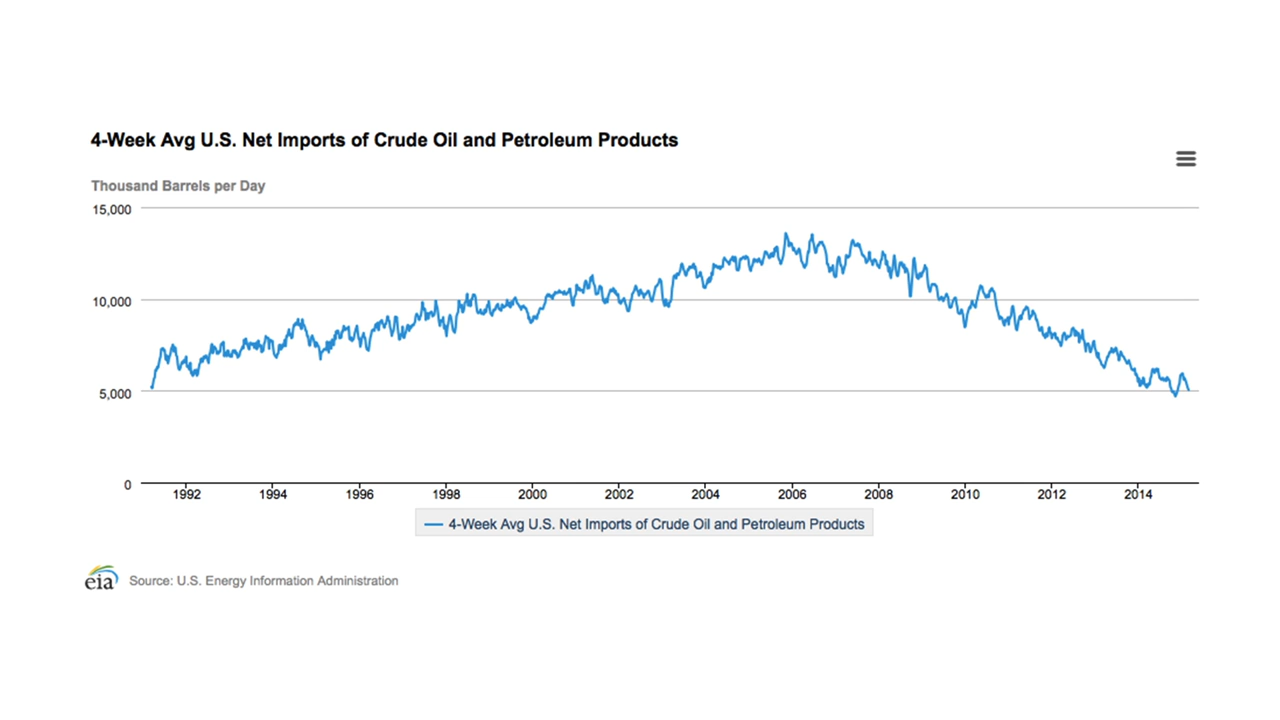 4-Week Avg U.S. Net Imports of Crude Oil and Petroleum Products
Thousand Barrels per Day
15,000
10,000
5,000
0
1992 1994 1996 1998 2000 2002 2004 2006 2008 2010 2012 2014
4-Week Avg U.S. Net Imports of Crude Oil and Petroleum Products
eia Source: U.S. Energy Information Administration